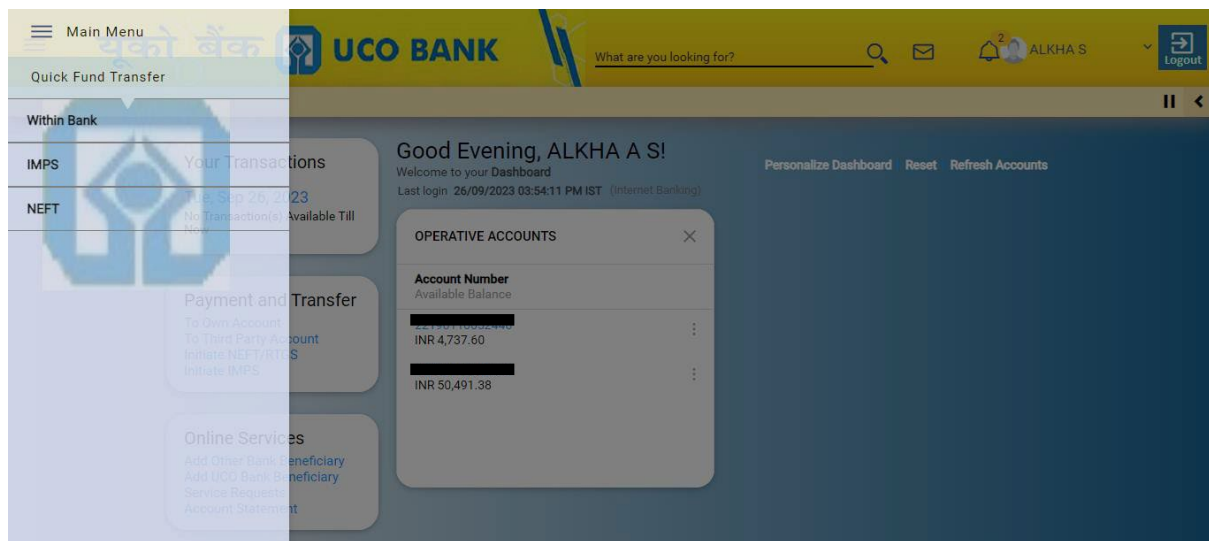 Main Menu
यूको बैंक UCO BANK
What are you looking for?
2
ALKHA S
Logout
Quick Fund Transfer
Within Bank
IMPS
NEFT
Your Transactions
Tue, Sep 26, 2023
No Transaction(s) Available Till
Now
Payment and Transfer
To Own Account
To Third Party Account
Initiate NEFT/RTGS
Initiate IMPS
Online Services
Add Other Bank Beneficiary
Add UCO Bank Beneficiary
Service Requests
Account Statement
Good Evening, ALKHA A S!
Welcome to your Dashboard
Last login 26/09/2023 03:54:11 PM IST (Internet Banking)
Personalize Dashboard Reset Refresh Accounts
OPERATIVE ACCOUNTS
Account Number
Available Balance
INR 4,737.60
INR 50,491.38